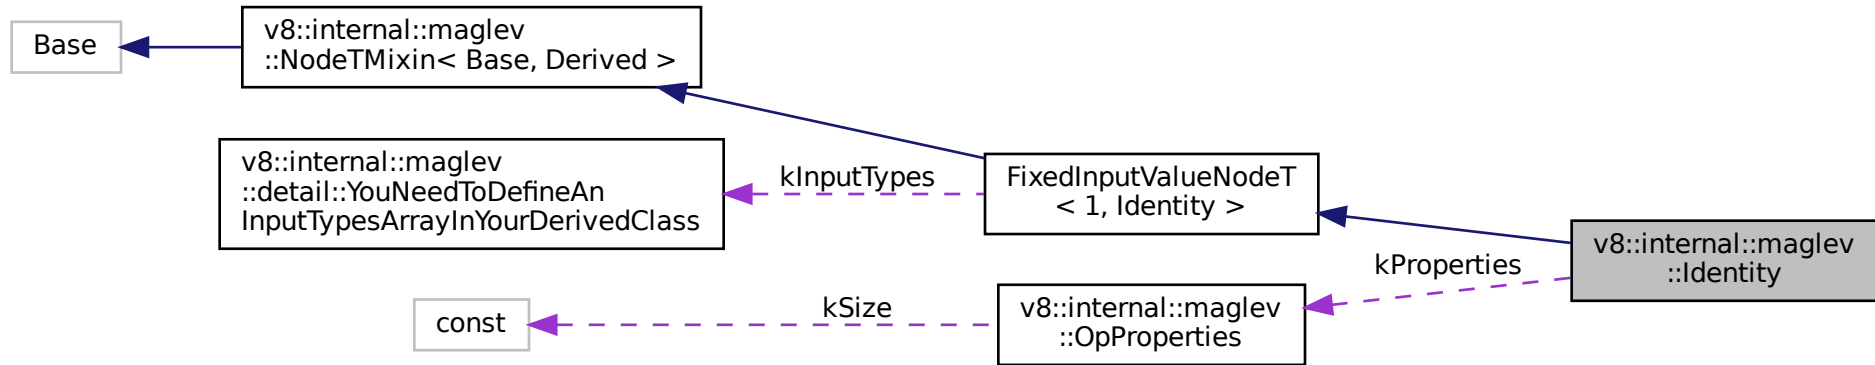 Base
v8::internal::maglev
::NodeTMixin< Base, Derived >
v8::internal::maglev
::detail::YouNeedToDefineAn
InputTypesArrayInYourDerivedClass
kInputTypes
FixedInputValueNodeT
< 1, Identity >
v8::internal::maglev
::Identity
kProperties
const
kSize
v8::internal::maglev
::OpProperties